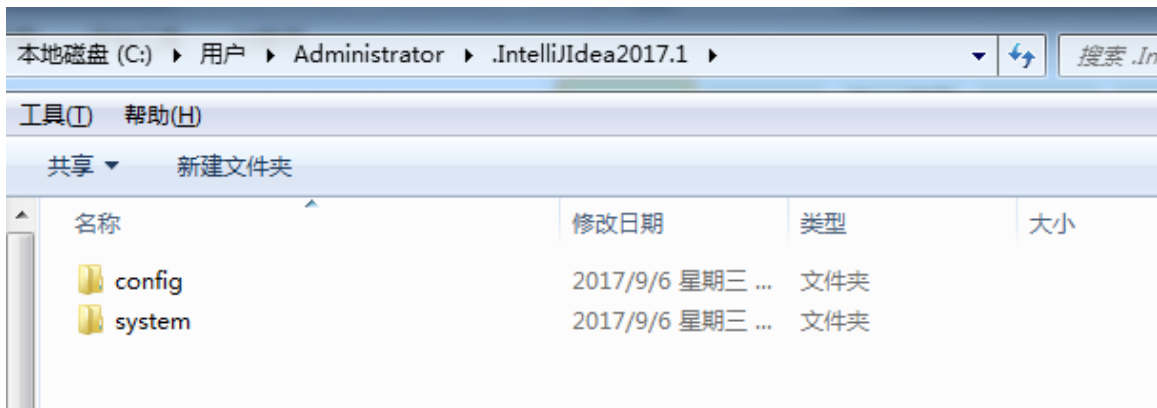 本地磁盘 (C:) ▸ 用户 ▸ Administrator ▸ .IntelliJIdea2017.1 ▸ 搜索 .In
工具(T) 帮助(H)
共享 新建文件夹
名称 修改日期 类型 大小
config 2017/9/6 星期三 ... 文件夹
system 2017/9/6 星期三 ... 文件夹